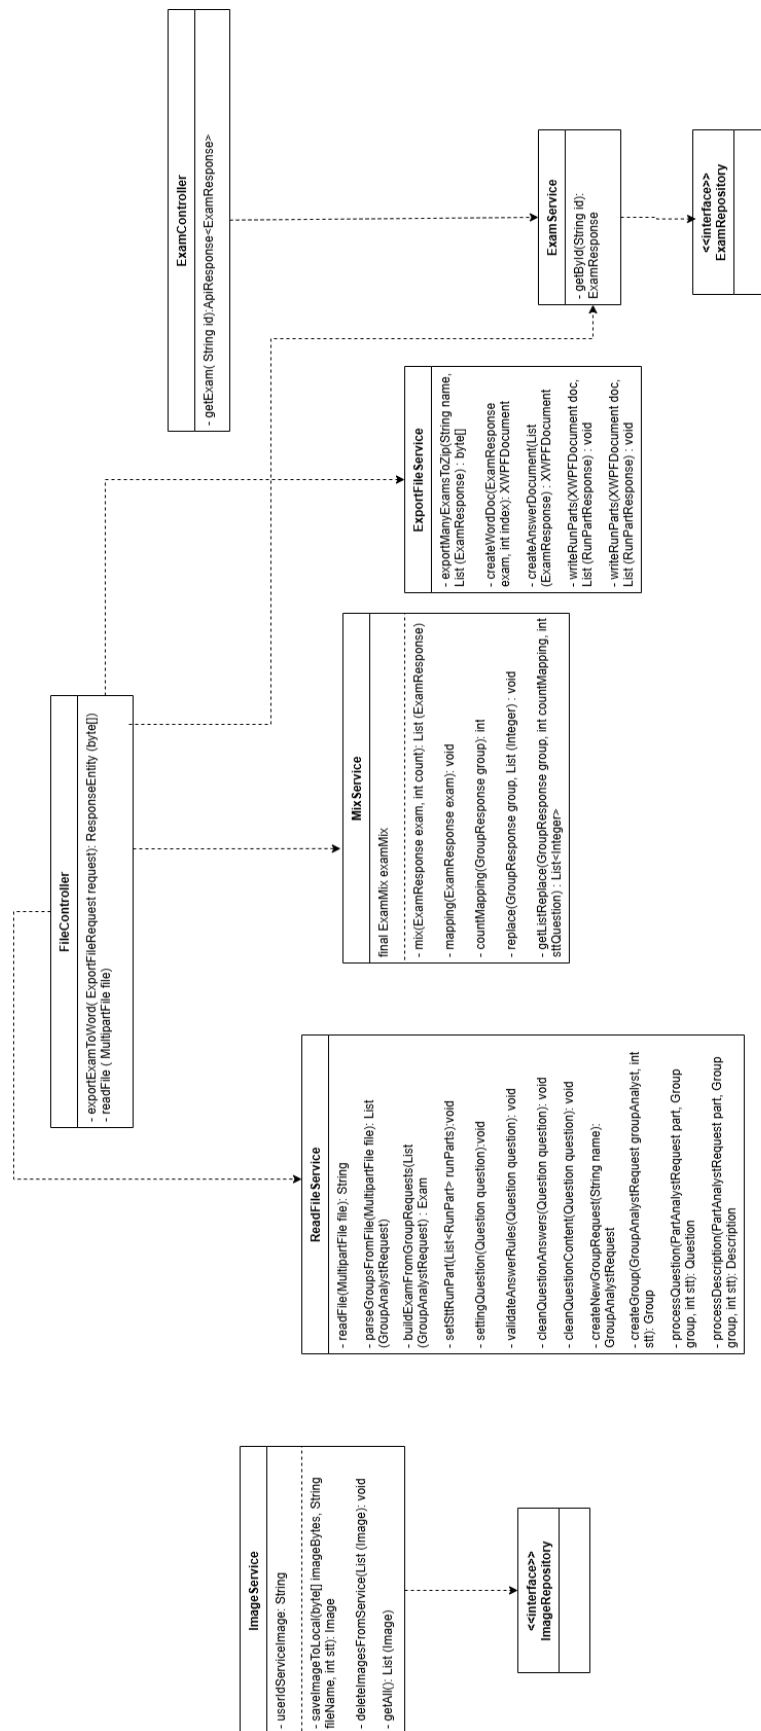 ImageService
- userIdServiceImage: String
- saveImageToLocal(byte[] imageBytes, String
fileName, int stt): Image
- deleteImagesFromService(List (Image): void
- getAll(): List (Image)
<<interface>>
ImageRepository
ReadFileService
- readFile(MultipartFile file): String
- parseGroupsFromFile(MultipartFile file): List
(GroupAnalystRequest)
- buildExamFromGroupRequests(List
(GroupAnalystRequest) : Exam
- setSttRunPart(List<RunPart> runParts):void
- settingQuestion(Question question):void
- validateAnswerRules(Question question): void
- cleanQuestionAnswers(Question question): void
- cleanQuestionContent(Question question): void
- createNewGroupRequest(String name):
GroupAnalystRequest
- createGroup(GroupAnalystRequest groupAnalyst, int
stt): Group
- processQuestion(PartAnalystRequest part, Group
group, int stt): Question
- processDescription(PartAnalystRequest part, Group
group, int stt): Description
FileController
- exportExamToWord( ExportFileRequest request): ResponseEntity (byte[])
- readFile ( MultipartFile file)
MixService
final ExamMix examMix
- mix(ExamResponse exam, int count): List (ExamResponse)
- mapping(ExamResponse exam): void
- countMapping(GroupResponse group): int
- replace(GroupResponse group, List (Integer) : void
- getListReplace(GroupResponse group, int countMapping, int
sttQuestion) : List<Integer>
ExportFileService
- exportManyExamsToZip(String name,
List (ExamResponse) : byte[]
- createWordDoc(ExamResponse
exam, int index): XWPFDocument
- createAnswerDocument(List
(ExamResponse) : XWPFDocument
- writeRunParts(XWPFDocument doc,
List (RunPartResponse) : void
- writeRunParts(XWPFDocument doc,
List (RunPartResponse) : void
ExamController
- getExam( String id):ApiResponse<ExamResponse>
ExamService
- getById(String id):
ExamResponse
<<interface>>
ExamRepository